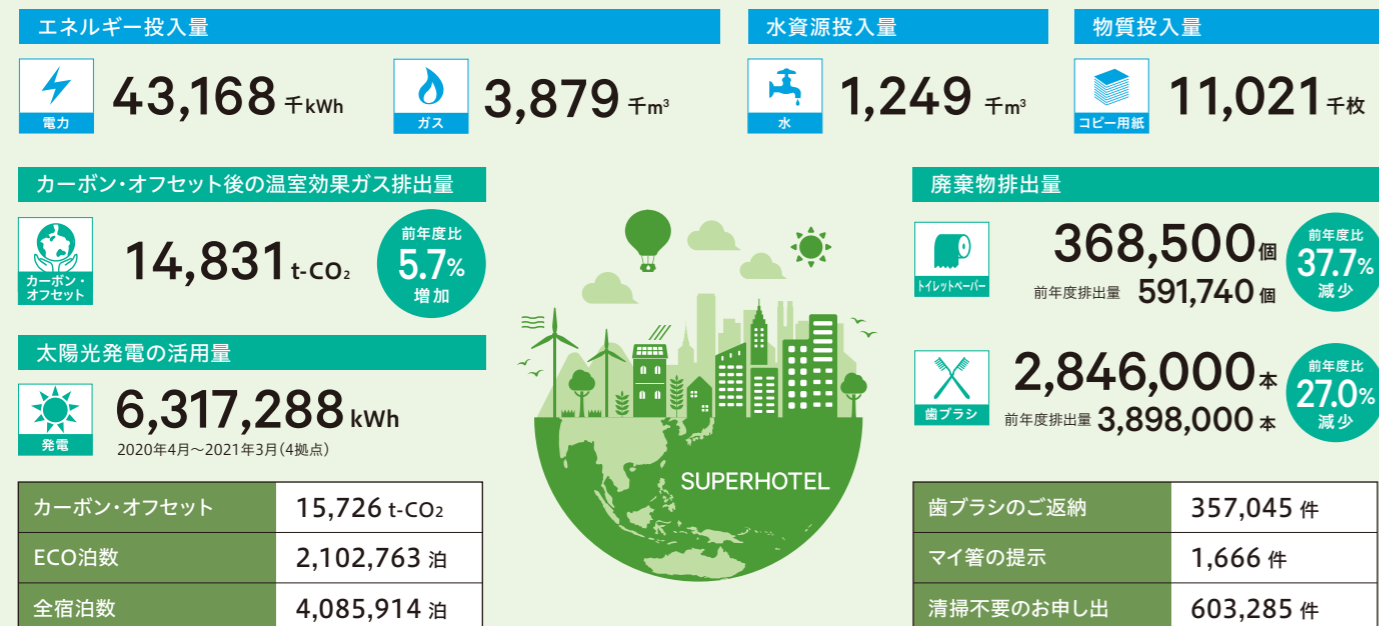 エネルギー投入量
電力
43,168 千kWh
ガス
3,879 千m³
水資源投入量
水
1,249 千m³
物質投入量
コピー用紙
11,021 千枚
カーボン・オフセット後の温室効果ガス排出量
カーボン・
オフセット
14,831 t-CO₂
前年度比
5.7%
増加
太陽光発電の活用量
発電
6,317,288 kWh
2020年4月〜2021年3月(4拠点)
カーボン・オフセット 15,726 t-CO₂
ECO泊数 2,102,763 泊
全宿泊数 4,085,914 泊
SUPERHOTEL
廃棄物排出量
トイレットペーパー
368,500個
前年度排出量 591,740 個
前年度比
37.7%
減少
歯ブラシ
2,846,000本
前年度排出量 3,898,000 本
前年度比
27.0%
減少
歯ブラシのご返納 357,045 件
マイ箸の提示 1,666 件
清掃不要のお申し出 603,285 件